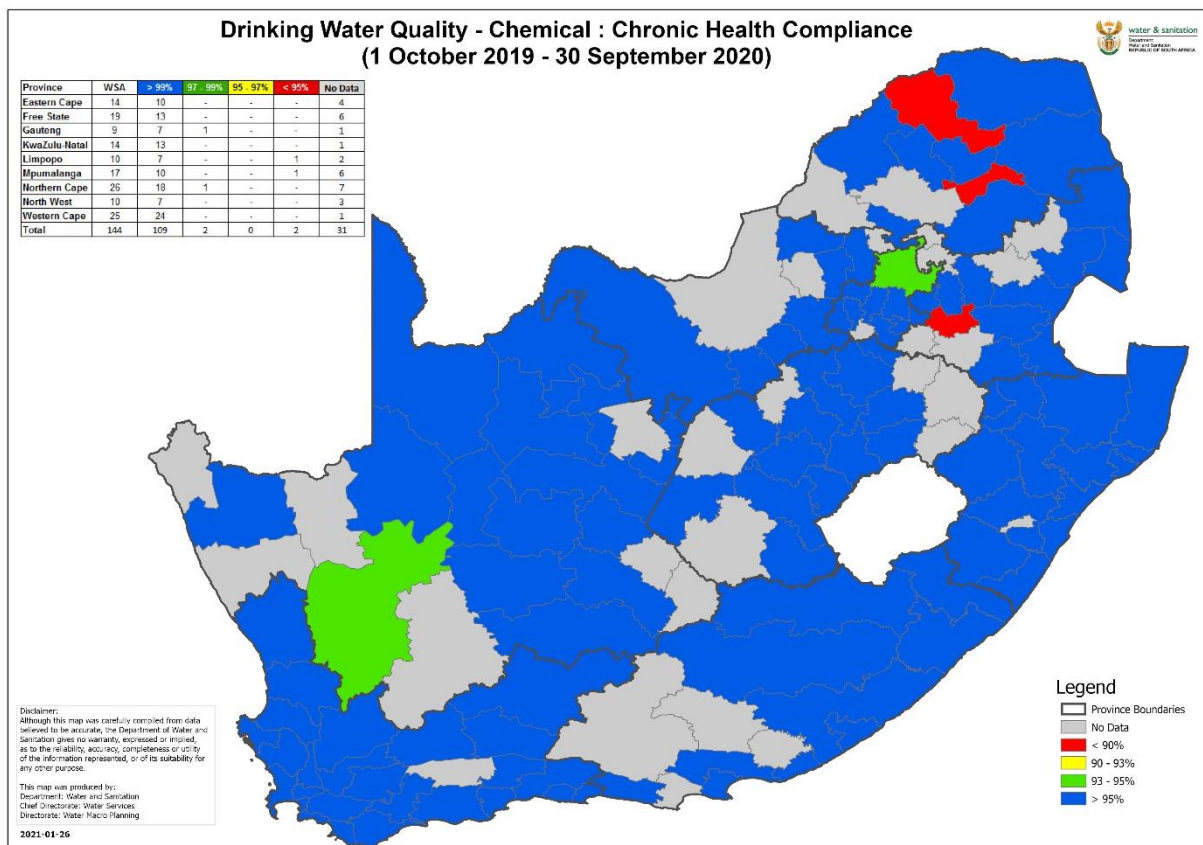 Drinking Water Quality - Chemical : Chronic Health Compliance
(1 October 2019 - 30 September 2020)
water & sanitation
Department:
Water and Sanitation
REPUBLIC OF SOUTH AFRICA
Province WSA > 99% 97 - 99% 95 - 97% < 95% No Data
Eastern Cape 14 10 - - - 4
Free State 19 13 - - - 6
Gauteng 9 7 1 - - 1
KwaZulu-Natal 14 13 - - - 1
Limpopo 10 7 - - 1 2
Mpumalanga 17 10 - - 1 6
Northern Cape 26 18 1 - - 7
North West 10 7 - - - 3
Western Cape 25 24 - - - 1
Total 144 109 2 0 2 31
Legend
Province Boundaries
No Data
< 90%
90 - 93%
93 - 95%
> 95%
Disclaimer:
Although this map was carefully compiled from data
believed to be accurate, the Department of Water and
Sanitation gives no warranty, expressed or implied,
as to the reliability, accuracy, completeness or utility
of the information represented, or of its suitability for
any other purpose.
This map was produced by:
Department: Water and Sanitation
Chief Directorate: Water Services
Directorate: Water Macro Planning
2021-01-26